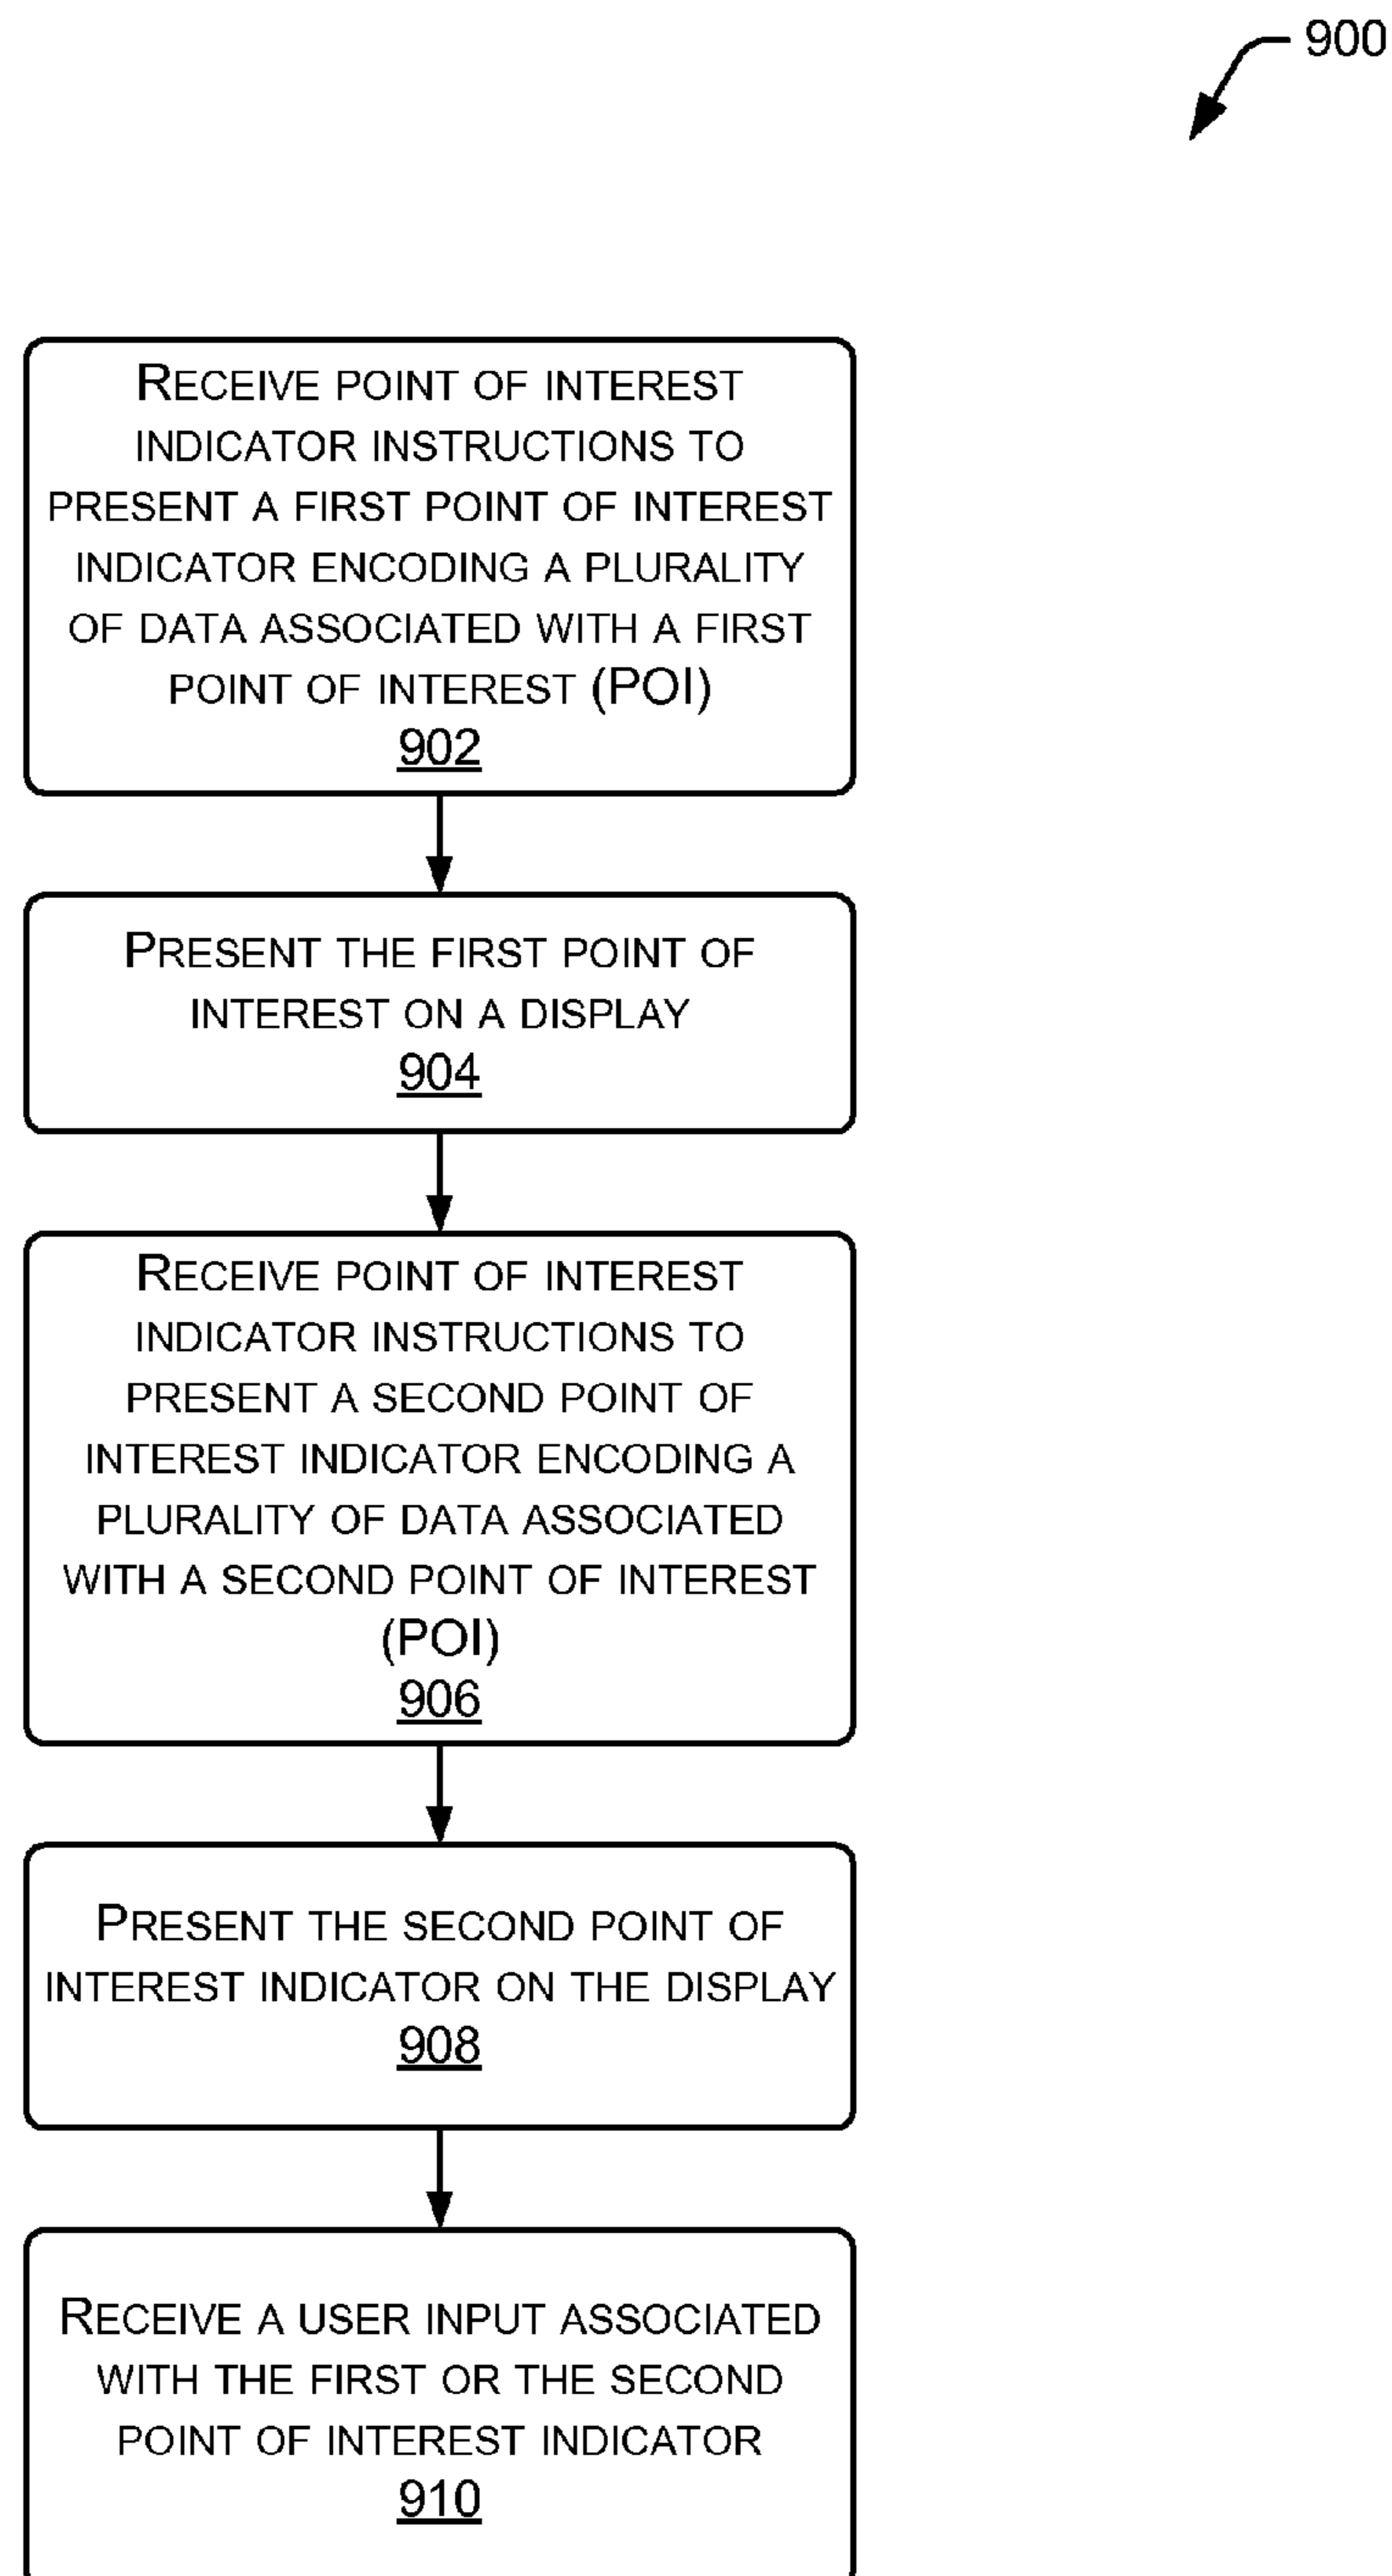 900
RECEIVE POINT OF INTEREST
INDICATOR INSTRUCTIONS TO
PRESENT A FIRST POINT OF INTEREST
INDICATOR ENCODING A PLURALITY
OF DATA ASSOCIATED WITH A FIRST
POINT OF INTEREST (POI)
902
PRESENT THE FIRST POINT OF
INTEREST ON A DISPLAY
904
RECEIVE POINT OF INTEREST
INDICATOR INSTRUCTIONS TO
PRESENT A SECOND POINT OF
INTEREST INDICATOR ENCODING A
PLURALITY OF DATA ASSOCIATED
WITH A SECOND POINT OF INTEREST
(POI)
906
PRESENT THE SECOND POINT OF
INTEREST INDICATOR ON THE DISPLAY
908
RECEIVE A USER INPUT ASSOCIATED
WITH THE FIRST OR THE SECOND
POINT OF INTEREST INDICATOR
910